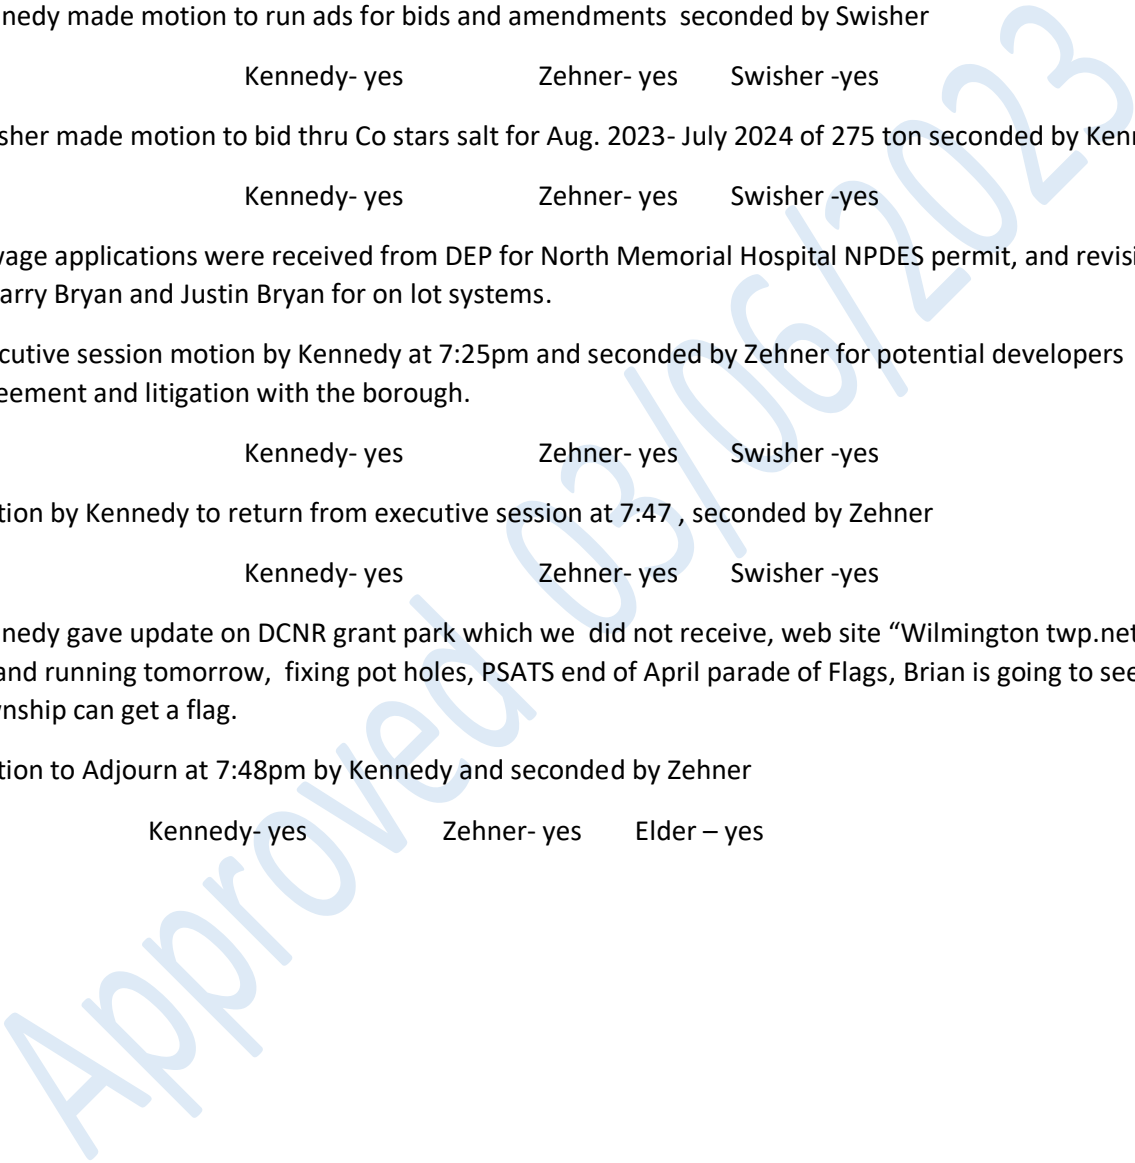 nedy made motion to run ads for bids and amendments  seconded by Swisher
Kennedy- yes Zehner- yes Swisher -yes
sher made motion to bid thru Co stars salt for Aug. 2023- July 2024 of 275 ton seconded by Kenn
Kennedy- yes Zehner- yes Swisher -yes
age applications were received from DEP for North Memorial Hospital NPDES permit, and revisi
arry Bryan and Justin Bryan for on lot systems.
cutive session motion by Kennedy at 7:25pm and seconded by Zehner for potential developers
eement and litigation with the borough.
Kennedy- yes Zehner- yes Swisher -yes
tion by Kennedy to return from executive session at 7:47 , seconded by Zehner
Kennedy- yes Zehner- yes Swisher -yes
nedy gave update on DCNR grant park which we  did not receive, web site “Wilmington twp.net
and running tomorrow,  fixing pot holes, PSATS end of April parade of Flags, Brian is going to see
nship can get a flag.
tion to Adjourn at 7:48pm by Kennedy and seconded by Zehner
Kennedy- yes Zehner- yes Elder – yes
Approved 03/06/2023